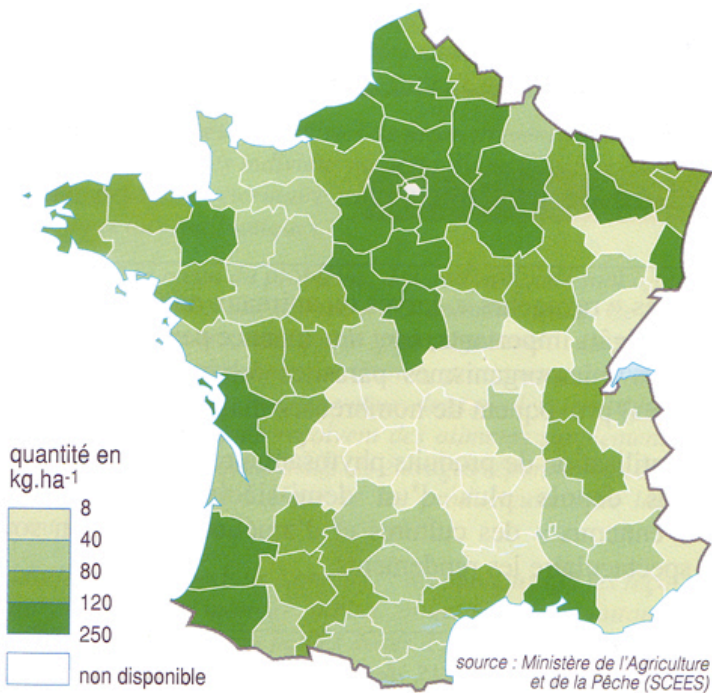 quantité en
kg.ha-1
8
40
80
120
250
non disponible
source : Ministère de l'Agriculture
et de la Pêche (SCEES)